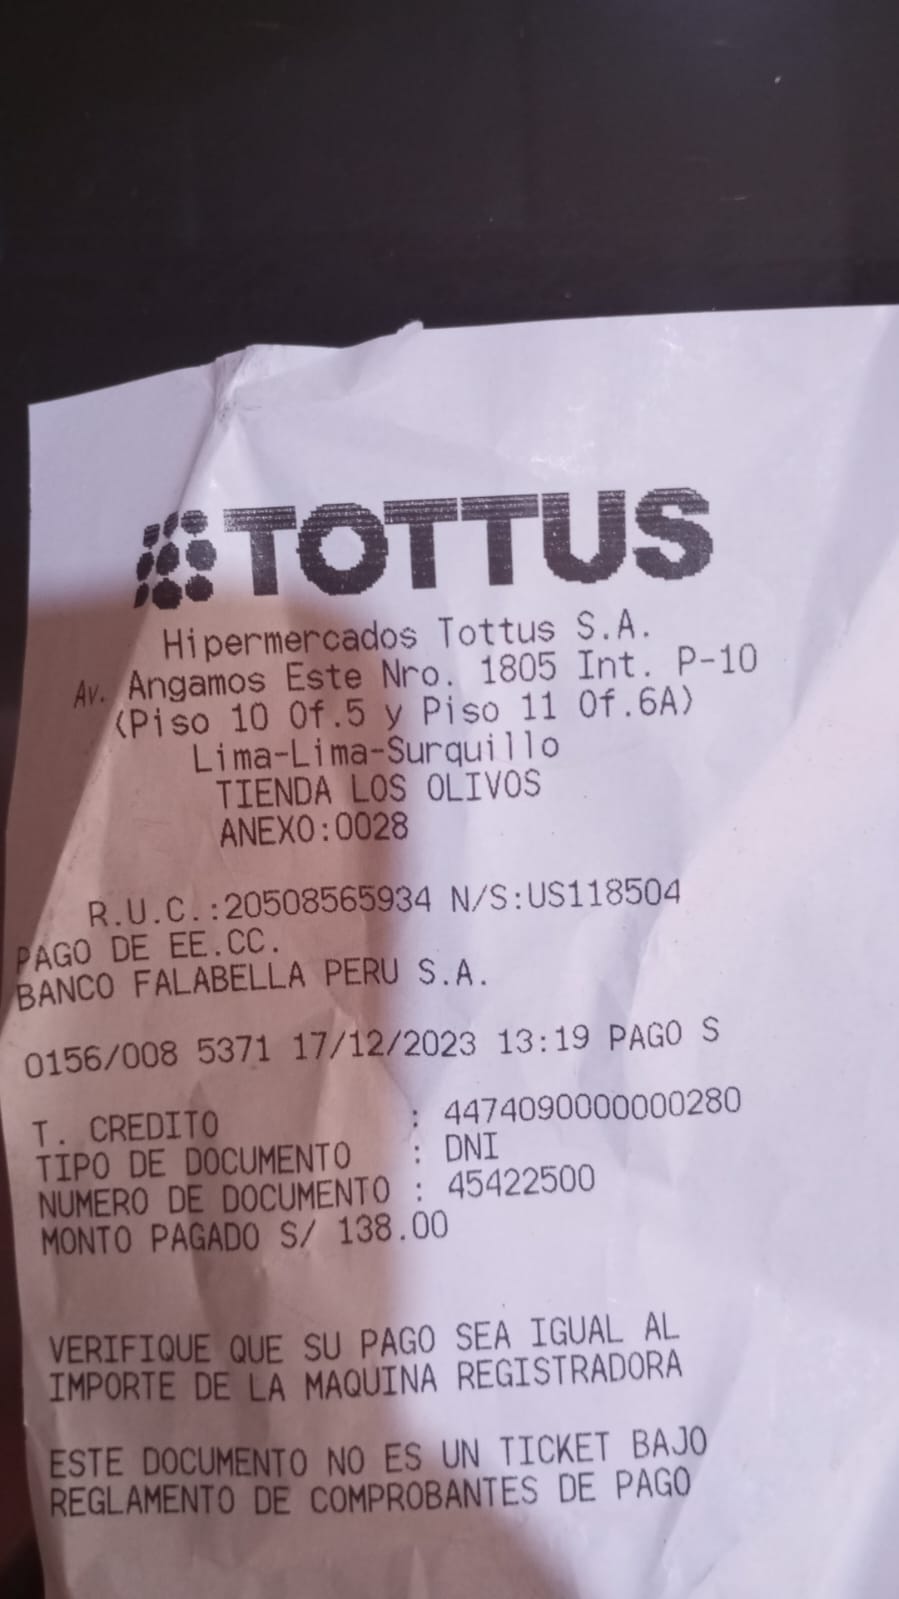 TOTTUS
Hipermercados Tottus S.A.
Av. Angamos Este Nro. 1805 Int. P-10
(Piso 10 Of.5 y Piso 11 Of.6A)
Lima-Lima-Surquillo
TIENDA LOS OLIVOS
ANEXO:0028
R.U.C.:20508565934 N/S:US118504
PAGO DE EE.CC.
BANCO FALABELLA PERU S.A.
0156/008 5371 17/12/2023 13:19 PAGO S
T. CREDITO : 4474090000000280
TIPO DE DOCUMENTO : DNI
NUMERO DE DOCUMENTO : 45422500
MONTO PAGADO S/ 138.00
VERIFIQUE QUE SU PAGO SEA IGUAL AL
IMPORTE DE LA MAQUINA REGISTRADORA
ESTE DOCUMENTO NO ES UN TICKET BAJO
REGLAMENTO DE COMPROBANTES DE PAGO